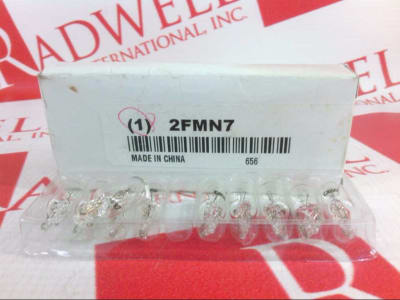 RADWELL
INTERNATIONAL, INC.
(1) 2FMN7
MADE IN CHINA 656